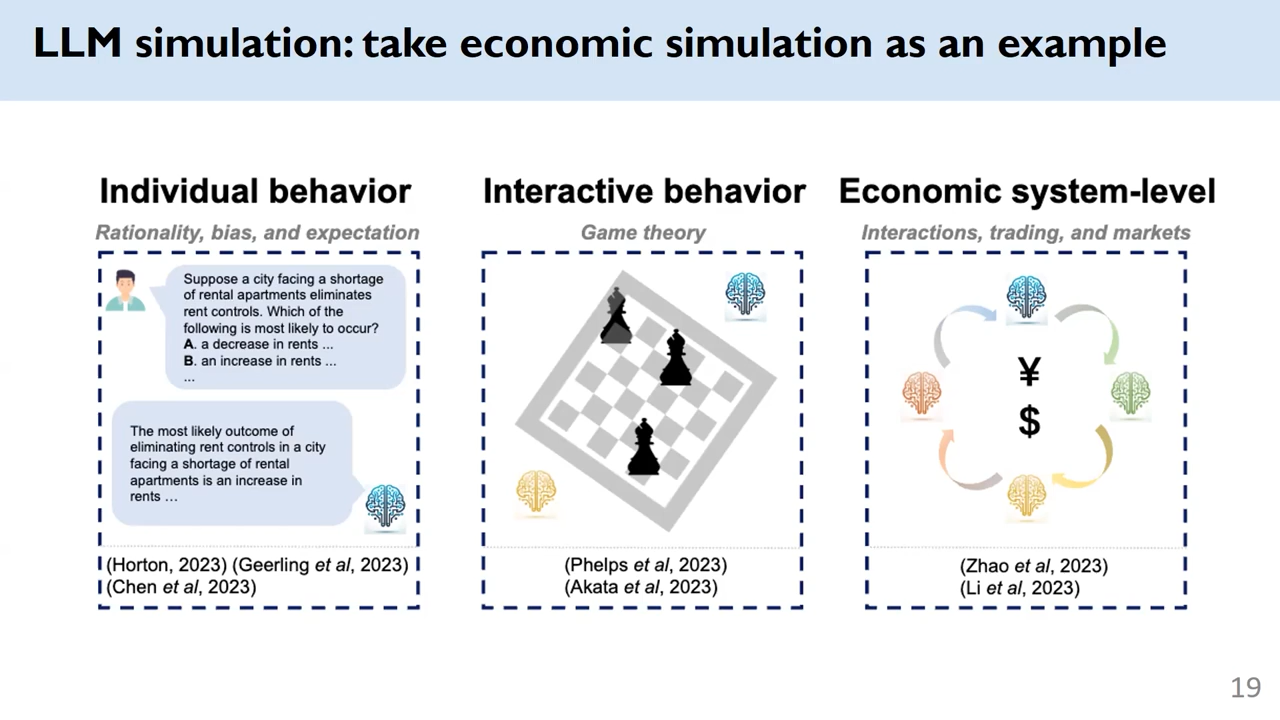 LLM simulation: take economic simulation as an example
Individual behavior
Rationality, bias, and expectation
Suppose a city facing a shortage
of rental apartments eliminates
rent controls. Which of the
following is most likely to occur?
A. a decrease in rents ...
B. an increase in rents ...
...
The most likely outcome of
eliminating rent controls in a city
facing a shortage of rental
apartments is an increase in
rents ...
(Horton, 2023) (Geerling et al, 2023)
(Chen et al, 2023)
Interactive behavior
Game theory
(Phelps et al, 2023)
(Akata et al, 2023)
Economic system-level
Interactions, trading, and markets
¥
$
(Zhao et al, 2023)
(Li et al, 2023)
19